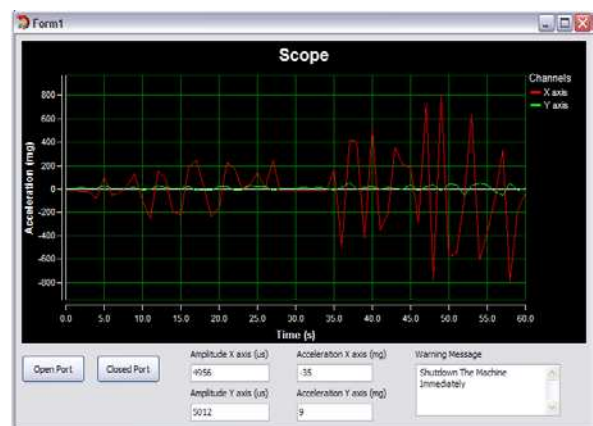 Form1
Scope
Channels
X axis
Y axis
Acceleration (mg)
800
600
400
200
0
-200
-400
-600
-800
0.0 5.0 10.0 15.0 20.0 25.0 30.0 35.0 40.0 45.0 50.0 55.0 60.0
Time (s)
Open Port
Closed Port
Amplitude X axis (us)
4956
Amplitude Y axis (us)
5012
Acceleration X axis (mg)
-35
Acceleration Y axis (mg)
9
Warning Message
Shutdown The Machine
Immediately